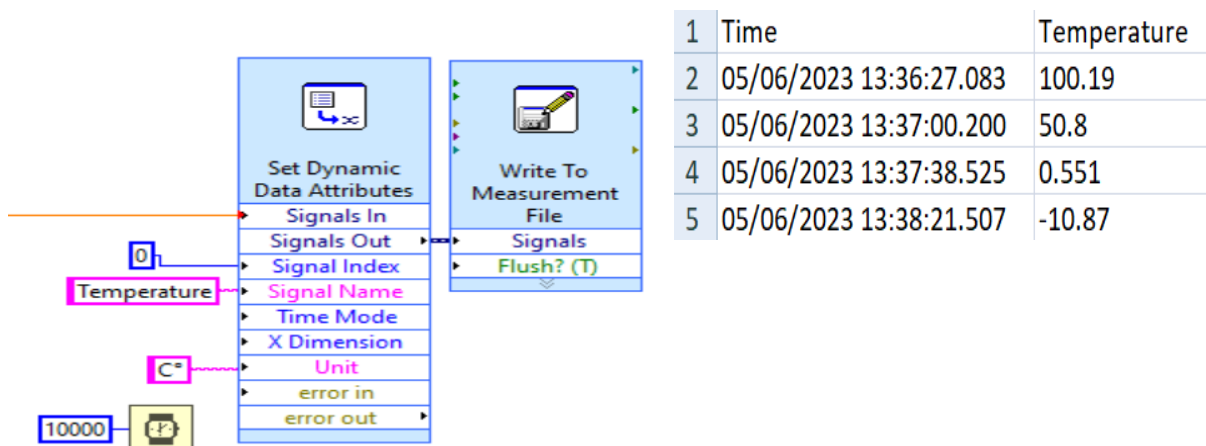 Set Dynamic
Data Attributes
Signals In
Signals Out
Signal Index
Signal Name
Time Mode
X Dimension
Unit
error in
error out
0
Temperature
C°
10000
Write To
Measurement
File
Signals
Flush? (T)
1 Time Temperature
2 05/06/2023 13:36:27.083 100.19
3 05/06/2023 13:37:00.200 50.8
4 05/06/2023 13:37:38.525 0.551
5 05/06/2023 13:38:21.507 -10.87